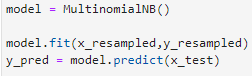 model = MultinomialNB()
model.fit(x_resampled,y_resampled)
y_pred = model.predict(x_test)